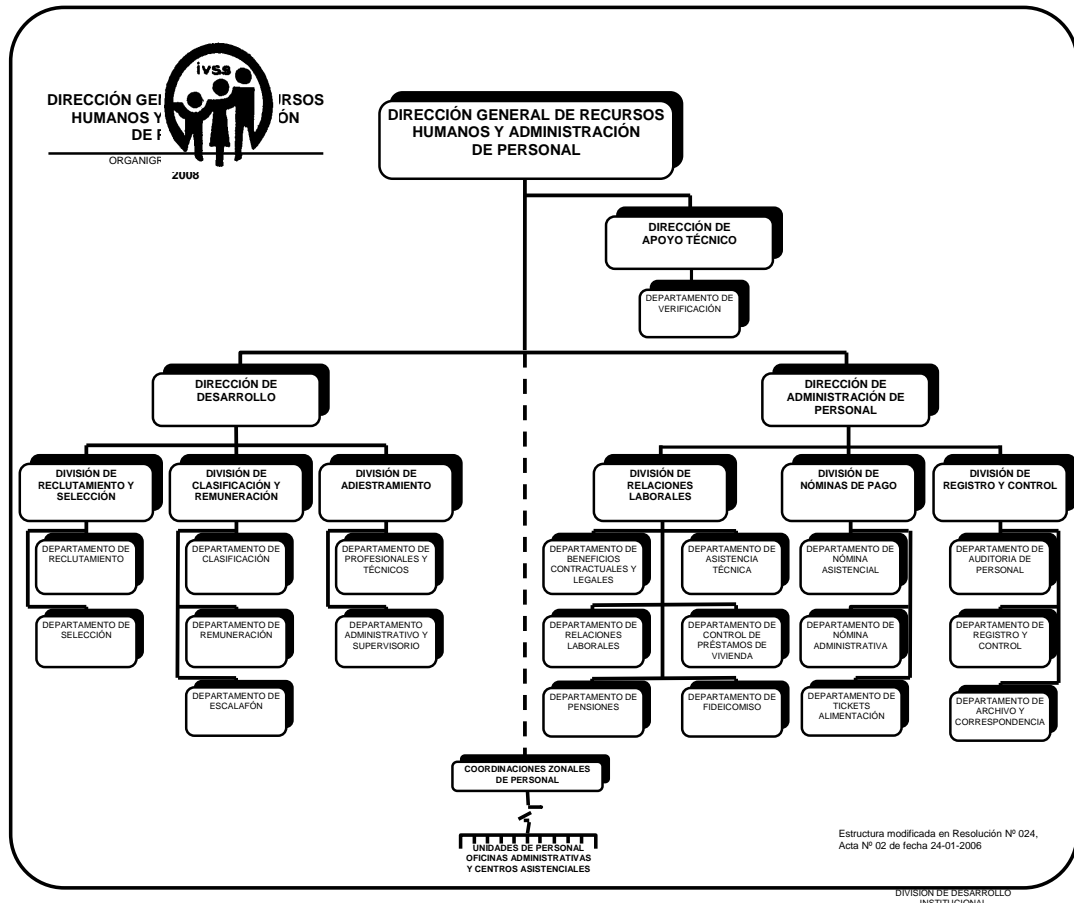 ivss
DIRECCIÓN
HUMANOS Y
DE
ORGANIGR
2008
DIRECCIÓN GENERAL DE RECURSOS
HUMANOS Y ADMINISTRACIÓN
DE PERSONAL
DIRECCIÓN DE
APOYO TÉCNICO
DEPARTAMENTO DE
VERIFICACIÓN
DIRECCIÓN DE
DESARROLLO
DIRECCIÓN DE
ADMINISTRACIÓN DE
PERSONAL
DIVISIÓN DE
RECLUTAMIENTO Y
SELECCIÓN
DIVISIÓN DE
CLASIFICACIÓN Y
REMUNERACIÓN
DIVISIÓN DE
ADIESTRAMIENTO
DIVISIÓN DE
RELACIONES
LABORALES
DIVISIÓN DE
NÓMINAS DE PAGO
DIVISIÓN DE
REGISTRO Y CONTROL
DEPARTAMENTO DE
RECLUTAMIENTO
DEPARTAMENTO DE
CLASIFICACIÓN
DEPARTAMENTO DE
PROFESIONALES Y
TÉCNICOS
DEPARTAMENTO DE
BENEFICIOS
CONTRACTUALES Y
LEGALES
DEPARTAMENTO DE
ASISTENCIA
TÉCNICA
DEPARTAMENTO DE
NÓMINA
ASISTENCIAL
DEPARTAMENTO DE
AUDITORIA DE
PERSONAL
DEPARTAMENTO DE
SELECCIÓN
DEPARTAMENTO DE
REMUNERACIÓN
DEPARTAMENTO
ADMINISTRATIVO Y
SUPERVISORIO
DEPARTAMENTO DE
RELACIONES
LABORALES
DEPARTAMENTO DE
CONTROL DE
PRÉSTAMOS DE
VIVIENDA
DEPARTAMENTO DE
NÓMINA
ADMINISTRATIVA
DEPARTAMENTO DE
REGISTRO Y
CONTROL
DEPARTAMENTO DE
ESCALAFÓN
DEPARTAMENTO DE
PENSIONES
DEPARTAMENTO DE
FIDEICOMISO
DEPARTAMENTO DE
TICKETS
ALIMENTACIÓN
DEPARTAMENTO DE
ARCHIVO Y
CORRESPONDENCIA
COORDINACIONES ZONALES
DE PERSONAL
UNIDADES DE PERSONAL
OFICINAS ADMINISTRATIVAS
Y CENTROS ASISTENCIALES
Estructura modificada en Resolución Nº 024,
Acta Nº 02 de fecha 24-01-2006
DIVISIÓN DE DESARROLLO
INSTITUCIONAL